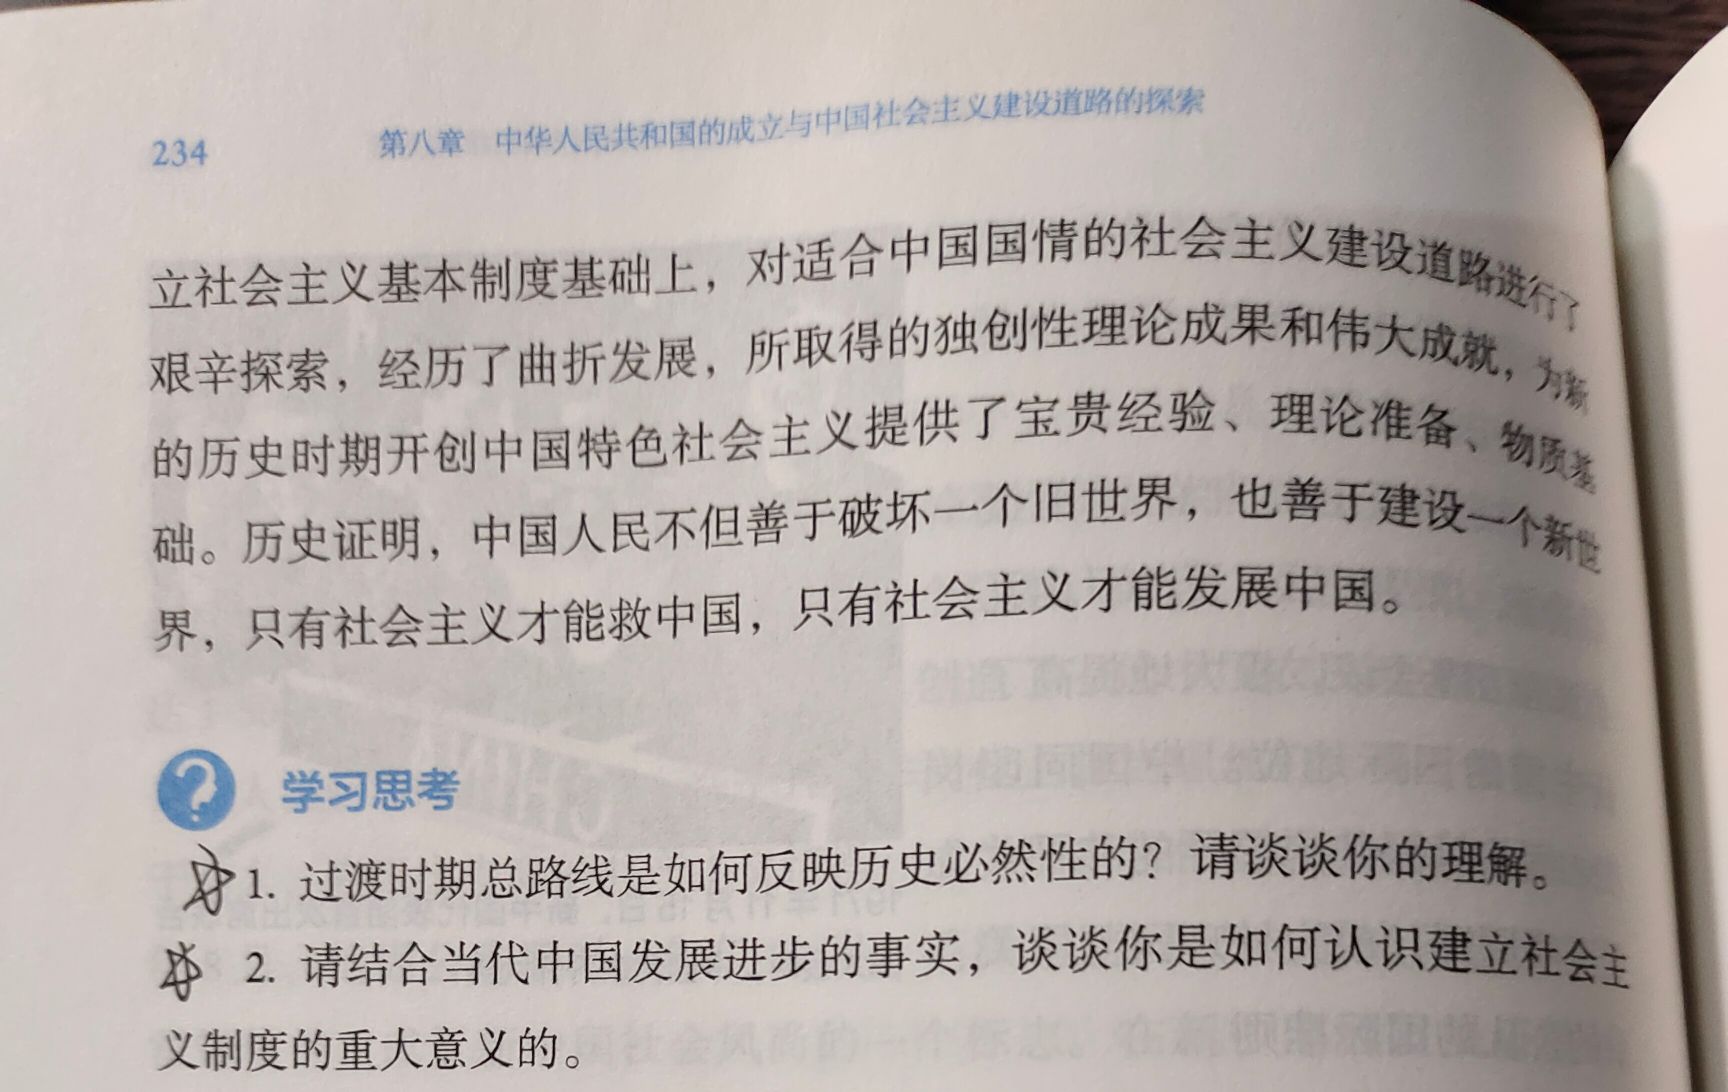 234 第八章 中华人民共和国的成立与中国社会主义建设道路的探索
立社会主义基本制度基础上，对适合中国国情的社会主义建设道路进行了
艰辛探索，经历了曲折发展，所取得的独创性理论成果和伟大成就，为新
的历史时期开创中国特色社会主义提供了宝贵经验、理论准备、物质基
础。历史证明，中国人民不但善于破坏一个旧世界，也善于建设一个新世
界，只有社会主义才能救中国，只有社会主义才能发展中国。
学习思考
1. 过渡时期总路线是如何反映历史必然性的？请谈谈你的理解。
2. 请结合当代中国发展进步的事实，谈谈你是如何认识建立社会主
义制度的重大意义的。